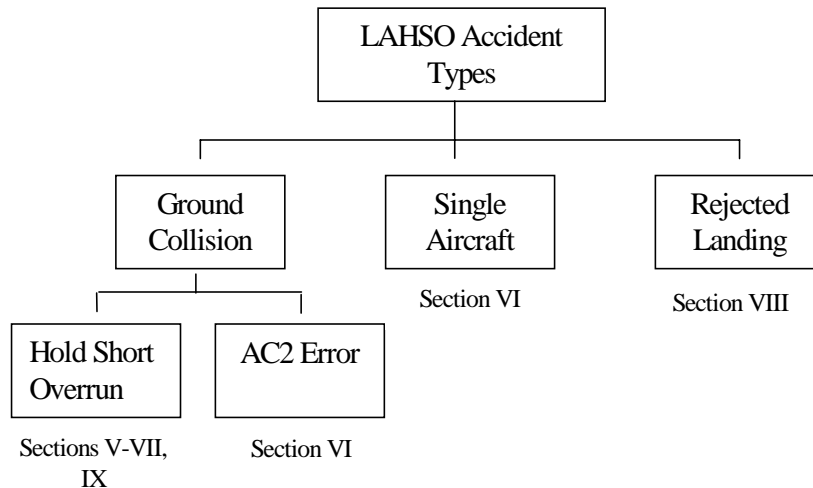 LAHSO Accident
Types
Ground
Collision
Single
Aircraft
Rejected
Landing
Section VI
Section VIII
Hold Short
Overrun
AC2 Error
Sections V-VII,
IX
Section VI